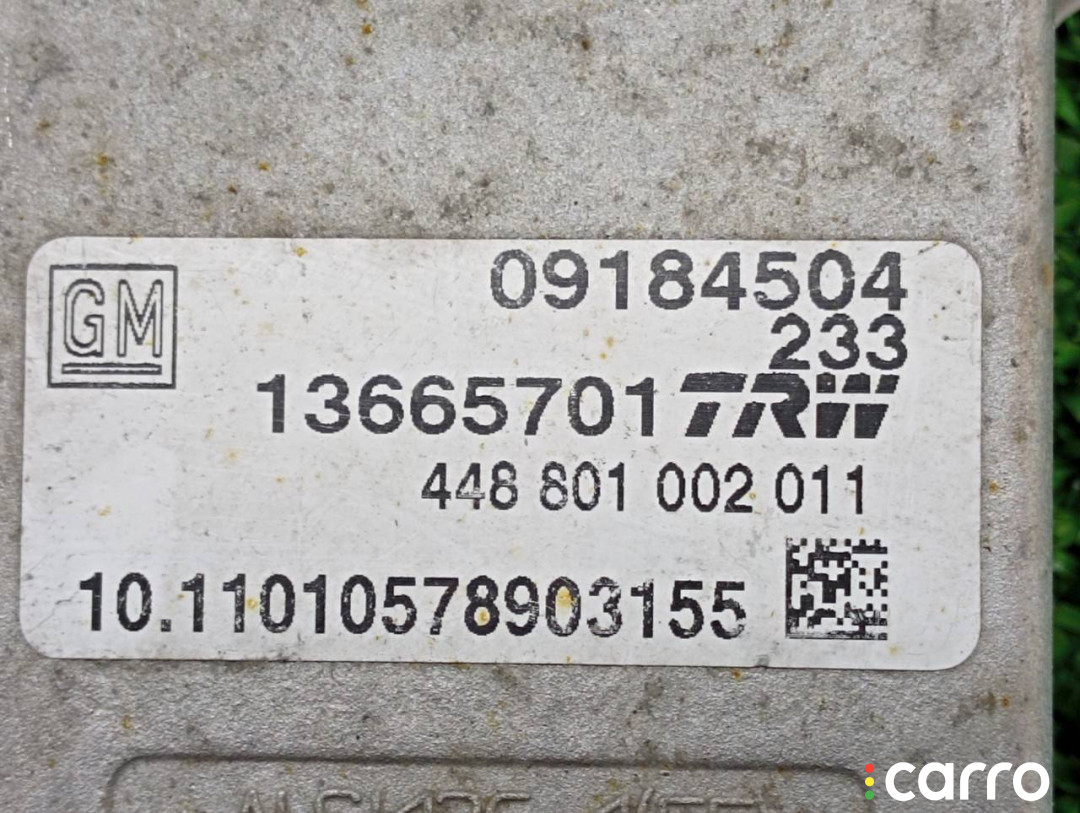 GM
09184504
233
13665701 TRW
448 801 002 011
10.11010578903155
carro